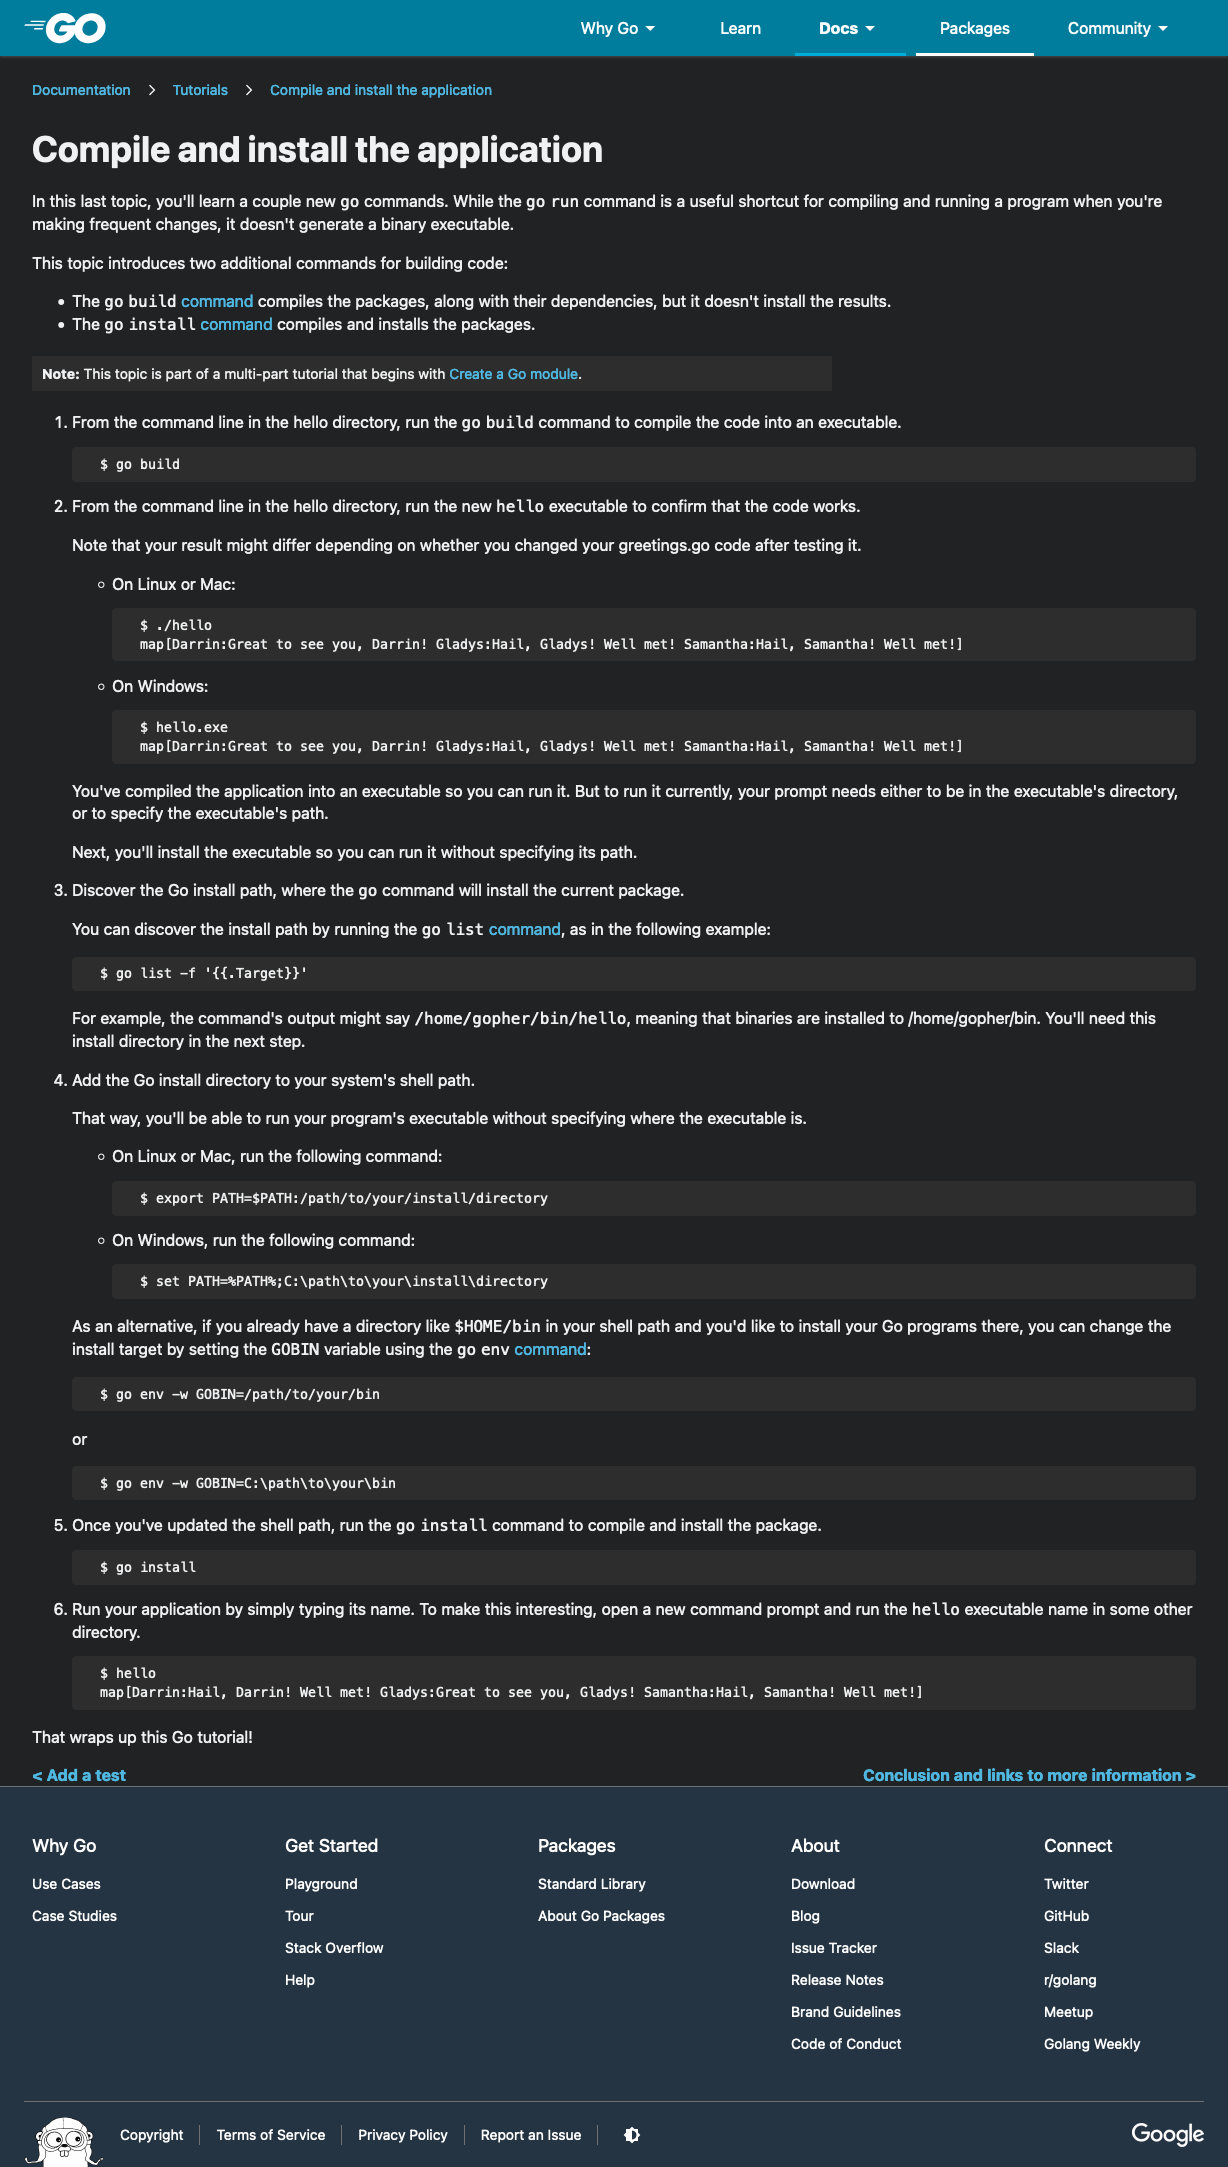 GO
Why Go
Learn
Docs
Packages
Community
Documentation > Tutorials > Compile and install the application
Compile and install the application
In this last topic, you'll learn a couple new go commands. While the go run command is a useful shortcut for compiling and running a program when you're
making frequent changes, it doesn't generate a binary executable.
This topic introduces two additional commands for building code:
• The go build command compiles the packages, along with their dependencies, but it doesn't install the results.
• The go install command compiles and installs the packages.
Note: This topic is part of a multi-part tutorial that begins with Create a Go module.
1. From the command line in the hello directory, run the go build command to compile the code into an executable.
$ go build
2. From the command line in the hello directory, run the new hello executable to confirm that the code works.
Note that your result might differ depending on whether you changed your greetings.go code after testing it.
◦ On Linux or Mac:
$ ./hello
map[Darrin:Great to see you, Darrin! Gladys:Hail, Gladys! Well met! Samantha:Hail, Samantha! Well met!]
◦ On Windows:
$ hello.exe
map[Darrin:Great to see you, Darrin! Gladys:Hail, Gladys! Well met! Samantha:Hail, Samantha! Well met!]
You've compiled the application into an executable so you can run it. But to run it currently, your prompt needs either to be in the executable's directory,
or to specify the executable's path.
Next, you'll install the executable so you can run it without specifying its path.
3. Discover the Go install path, where the go command will install the current package.
You can discover the install path by running the go list command, as in the following example:
$ go list -f '{{.Target}}'
For example, the command's output might say /home/gopher/bin/hello, meaning that binaries are installed to /home/gopher/bin. You'll need this
install directory in the next step.
4. Add the Go install directory to your system's shell path.
That way, you'll be able to run your program's executable without specifying where the executable is.
◦ On Linux or Mac, run the following command:
$ export PATH=$PATH:/path/to/your/install/directory
◦ On Windows, run the following command:
$ set PATH=%PATH%;C:\path\to\your\install\directory
As an alternative, if you already have a directory like $HOME/bin in your shell path and you'd like to install your Go programs there, you can change the
install target by setting the GOBIN variable using the go env command:
$ go env -w GOBIN=/path/to/your/bin
or
$ go env -w GOBIN=C:\path\to\your\bin
5. Once you've updated the shell path, run the go install command to compile and install the package.
$ go install
6. Run your application by simply typing its name. To make this interesting, open a new command prompt and run the hello executable name in some other
directory.
$ hello
map[Darrin:Hail, Darrin! Well met! Gladys:Great to see you, Gladys! Samantha:Hail, Samantha! Well met!]
That wraps up this Go tutorial!
< Add a test
Conclusion and links to more information >
Why Go
Use Cases
Case Studies
Get Started
Playground
Tour
Stack Overflow
Help
Packages
Standard Library
About Go Packages
About
Download
Blog
Issue Tracker
Release Notes
Brand Guidelines
Code of Conduct
Connect
Twitter
GitHub
Slack
r/golang
Meetup
Golang Weekly
Copyright
Terms of Service
Privacy Policy
Report an Issue
Google